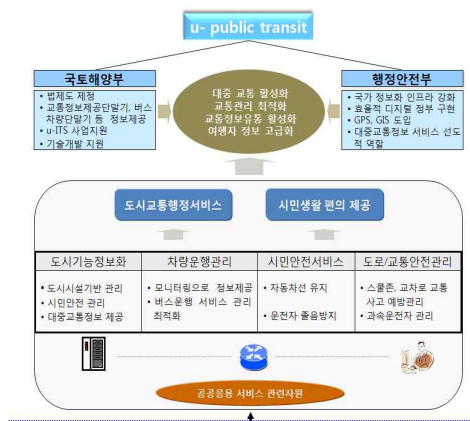 u- public transit
국토해양부
• 법제도 제정
• 교통정보제공단말기, 버스
차량단말기 등 정보제공
• u-ITS 사업지원
• 기술개발 지원
대중 교통 활성화
교통관리 최적화
교통정보유통 활성화
여행자 정보 고급화
행정안전부
• 국가 정보화 인프라 강화
• 효율적 디지털 정부 구현
• GPS, GIS 도입
• 대중교통정보 서비스 선도
적 역할
도시교통행정서비스
시민생활 편의 제공
도시기능정보화
• 도시시설기반 관리
• 시민안전 관리
• 대중교통정보 제공
차량운행관리
• 모니터링으로 정보제공
• 버스운행 서비스 관리
최적화
시민안전서비스
• 자동차선 유지
• 운전자 졸음방지
도로/교통안전관리
• 스쿨존, 교차로 교통
사고 예방관리
• 과속운전자 관리
공공응용 서비스 관련자원